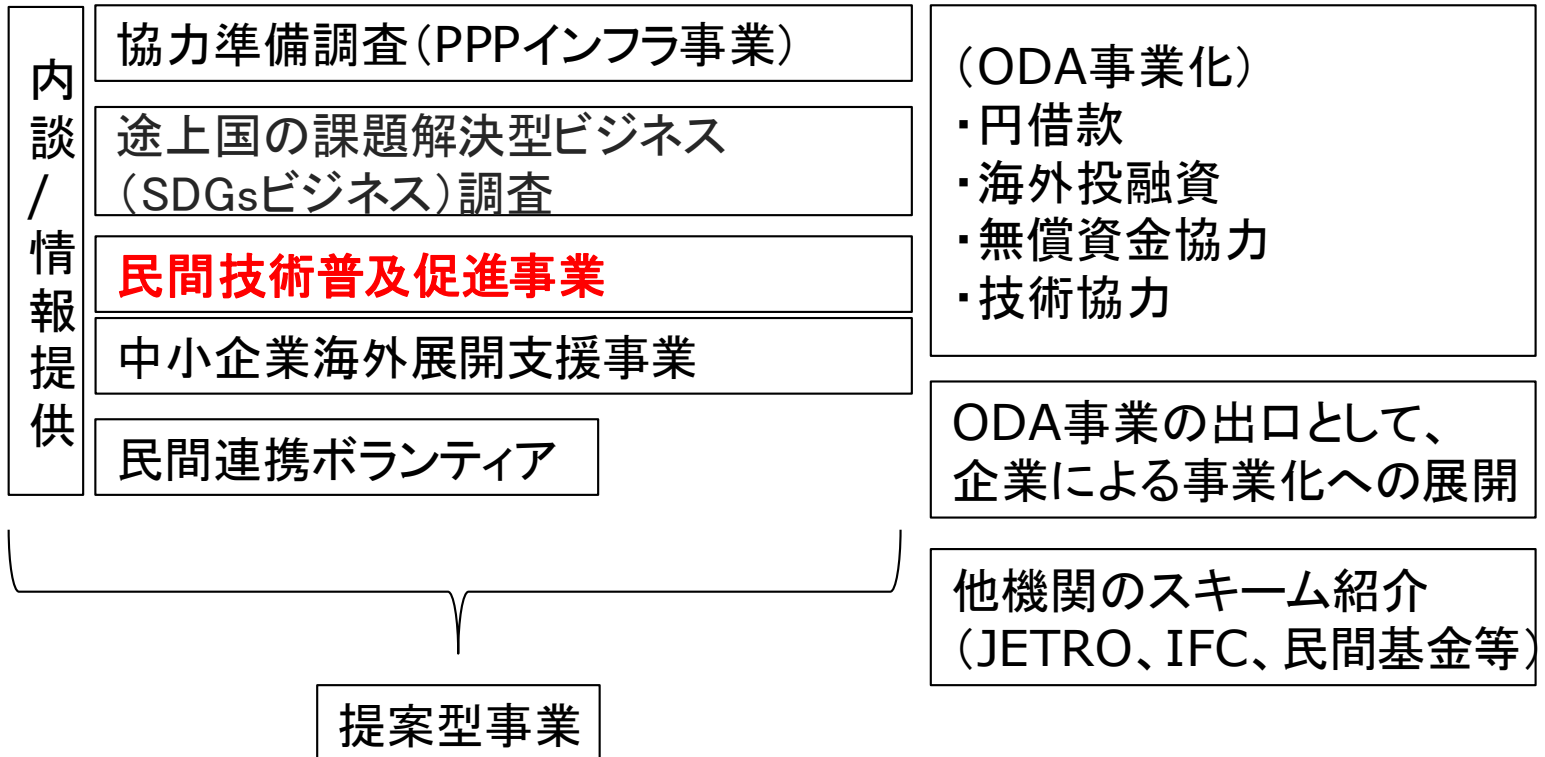 内談/情報提供
協力準備調査(PPPインフラ事業)
途上国の課題解決型ビジネス
(SDGsビジネス)調査
民間技術普及促進事業
中小企業海外展開支援事業
民間連携ボランティア
提案型事業
(ODA事業化)
・円借款
・海外投融資
・無償資金協力
・技術協力
ODA事業の出口として、
企業による事業化への展開
他機関のスキーム紹介
(JETRO、IFC、民間基金等)